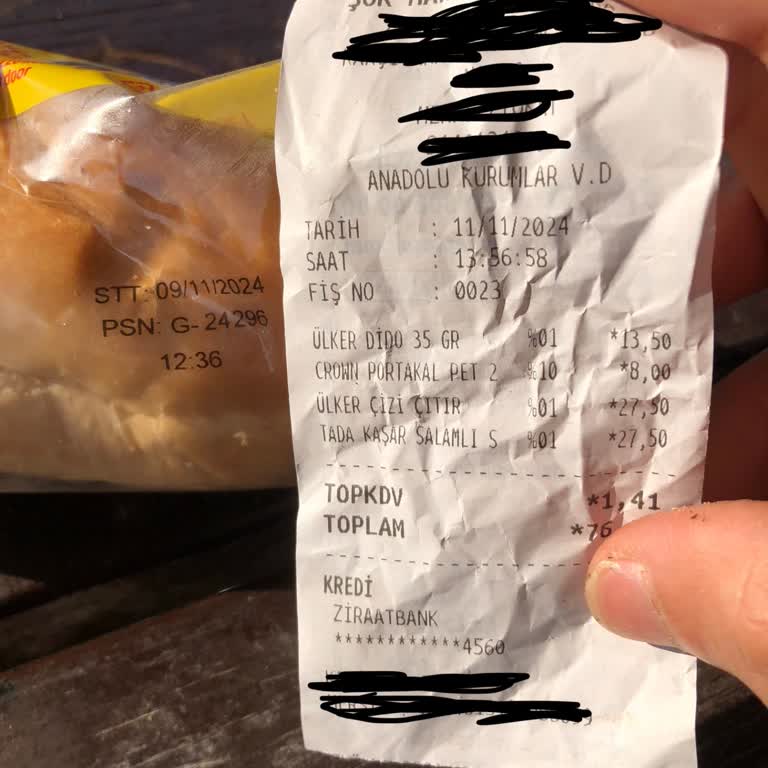 door
STT: 09/11/2024
PSN: G- 24296
12:36
ŞOK
ANADOLU KURUMLAR V.D
TARİH : 11/11/2024
SAAT : 13:56:58
FİŞ NO : 0023
ÜLKER DİDO 35 GR %01 *13,50
CROWN PORTAKAL PET 2 %10 *8,00
ÜLKER ÇİZİ ÇITIR %01 *27,50
TADA KAŞAR SALAMLI S %01 *27,50
TOPKDV *1,41
TOPLAM *76
KREDİ
ZİRAATBANK
************4560